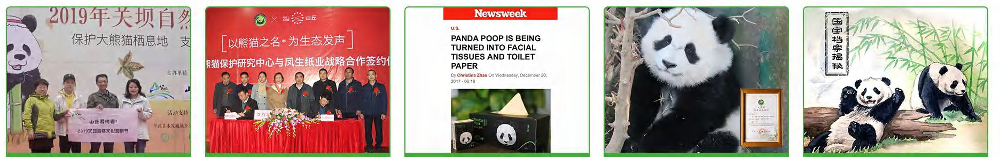 2019年关坝自然
保护大熊猫栖息地 支
主办单位
活动支持
山丘君快看!
2019关坝自然文化观察节
× HILL SIDE 山丘
[以熊猫之名*为生态发声]
熊猫保护研究中心与凤生纸业战略合作签约仪
Newsweek
U.S.
PANDA POOP IS BEING
TURNED INTO FACIAL
TISSUES AND TOILET
PAPER
By Christina Zhao On Wednesday, December 20,
2017 - 06:18
PANDA
POO
国宝档案揭秘